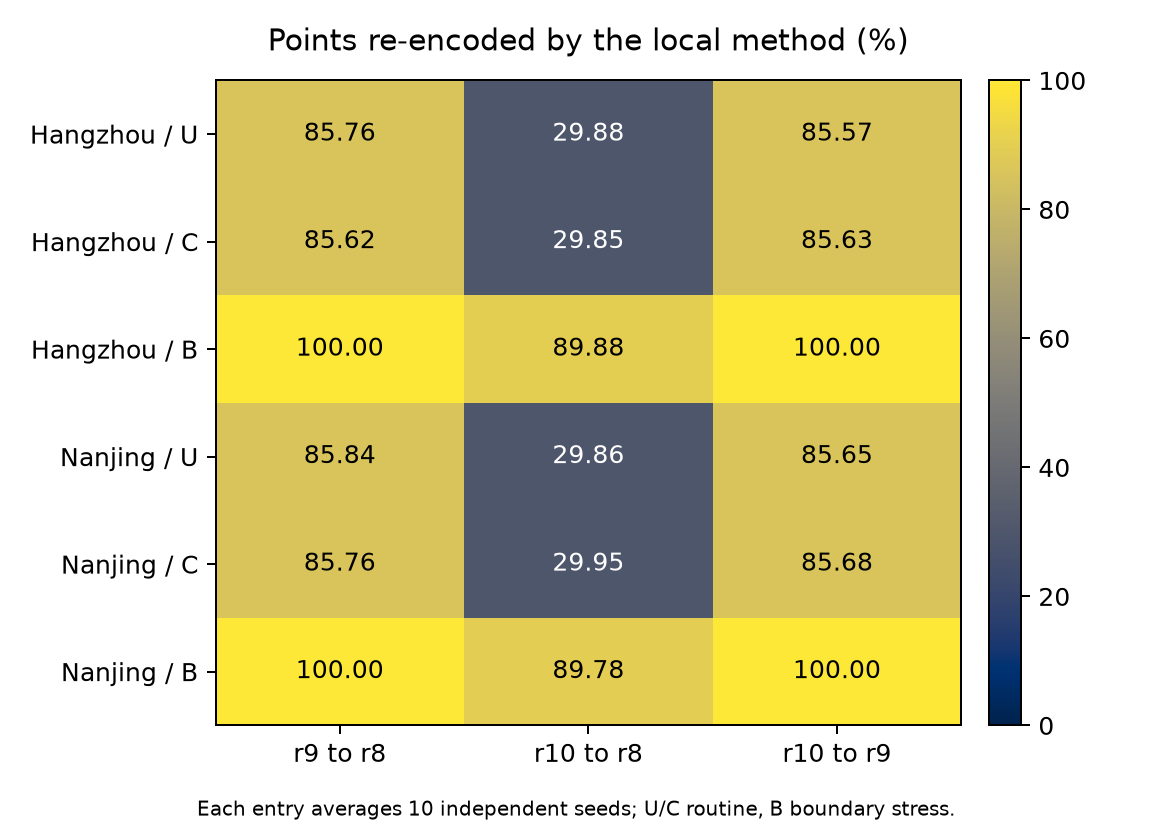 Points re-encoded by the local method (%)
Hangzhou / U 85.76 29.88 85.57
Hangzhou / C 85.62 29.85 85.63
Hangzhou / B 100.00 89.88 100.00
Nanjing / U 85.84 29.86 85.65
Nanjing / C 85.76 29.95 85.68
Nanjing / B 100.00 89.78 100.00
r9 to r8 r10 to r8 r10 to r9
100
80
60
40
20
0
Each entry averages 10 independent seeds; U/C routine, B boundary stress.